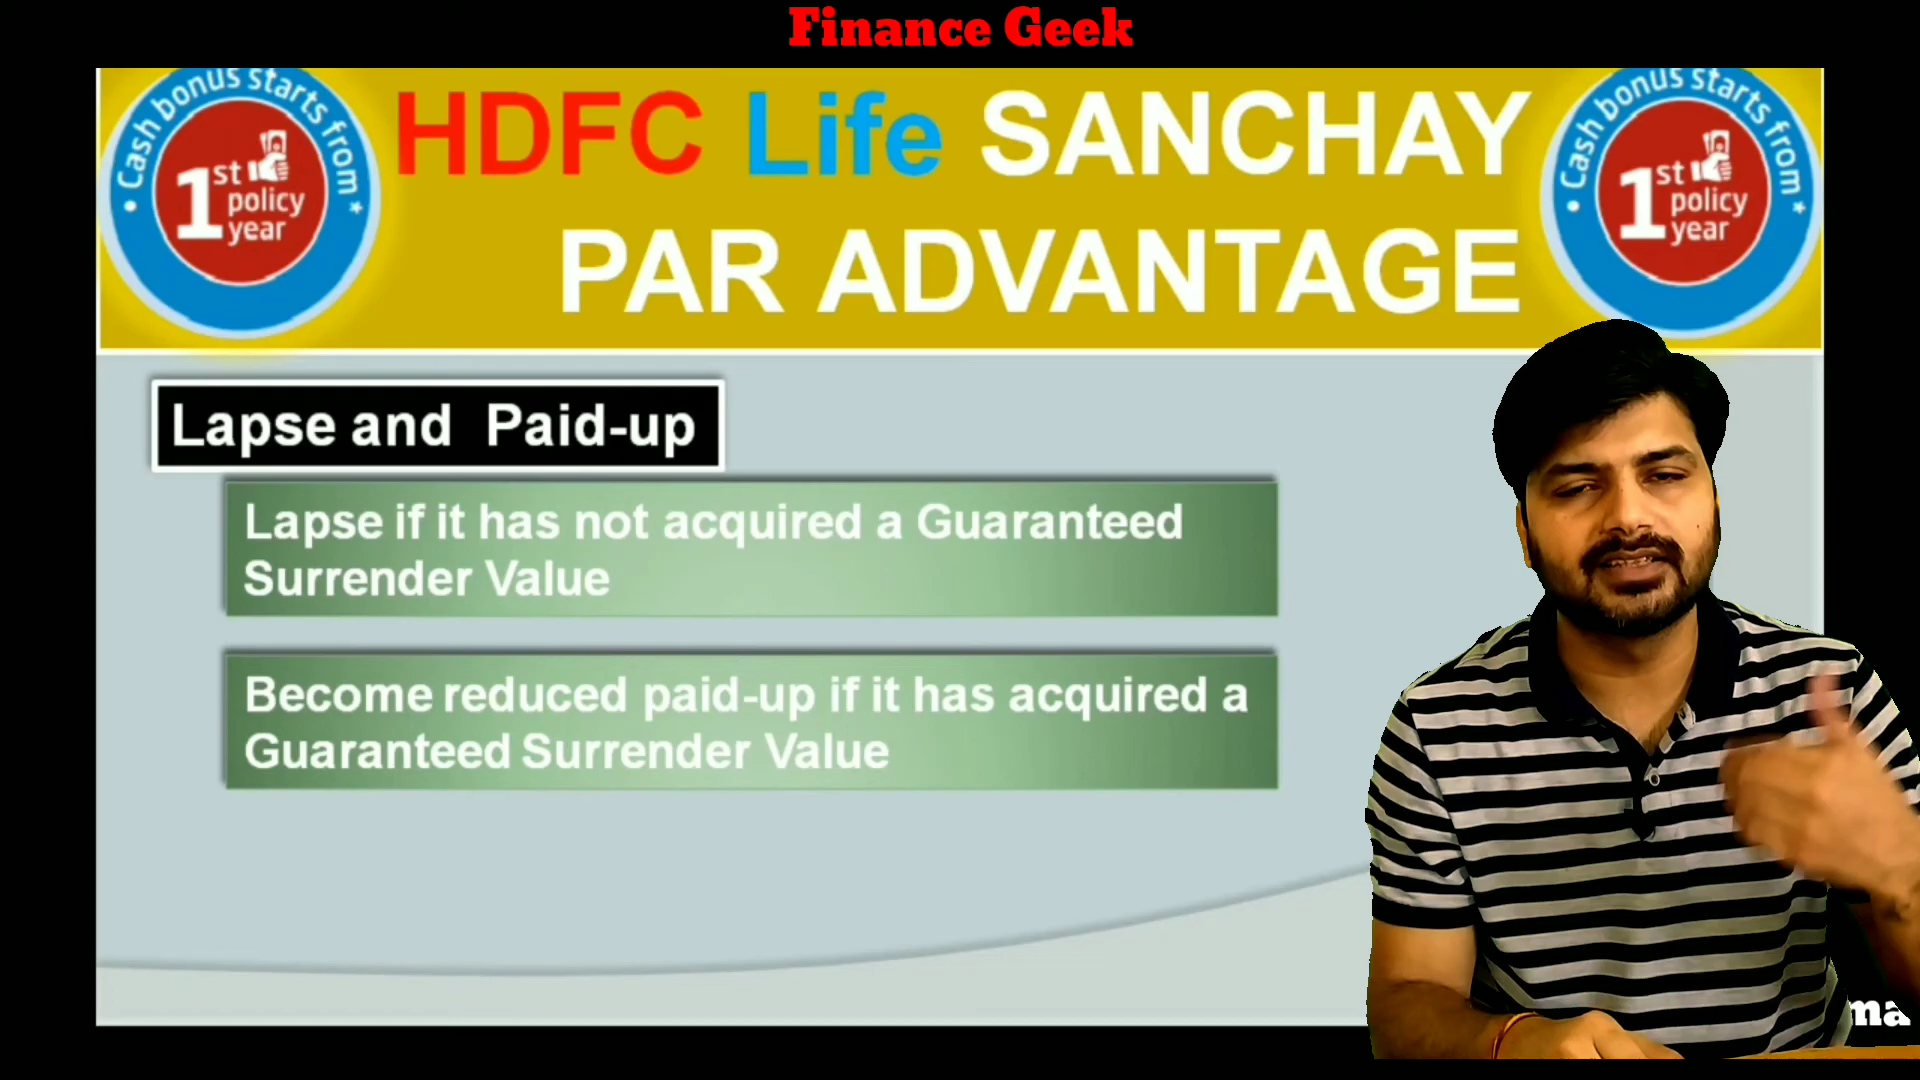 Finance Geek
• Cash bonus starts from *
1st
policy
year
HDFC Life SANCHAY
PAR ADVANTAGE
• Cash bonus starts from *
1st
policy
year
Lapse and Paid-up
Lapse if it has not acquired a Guaranteed
Surrender Value
Become reduced paid-up if it has acquired a
Guaranteed Surrender Value